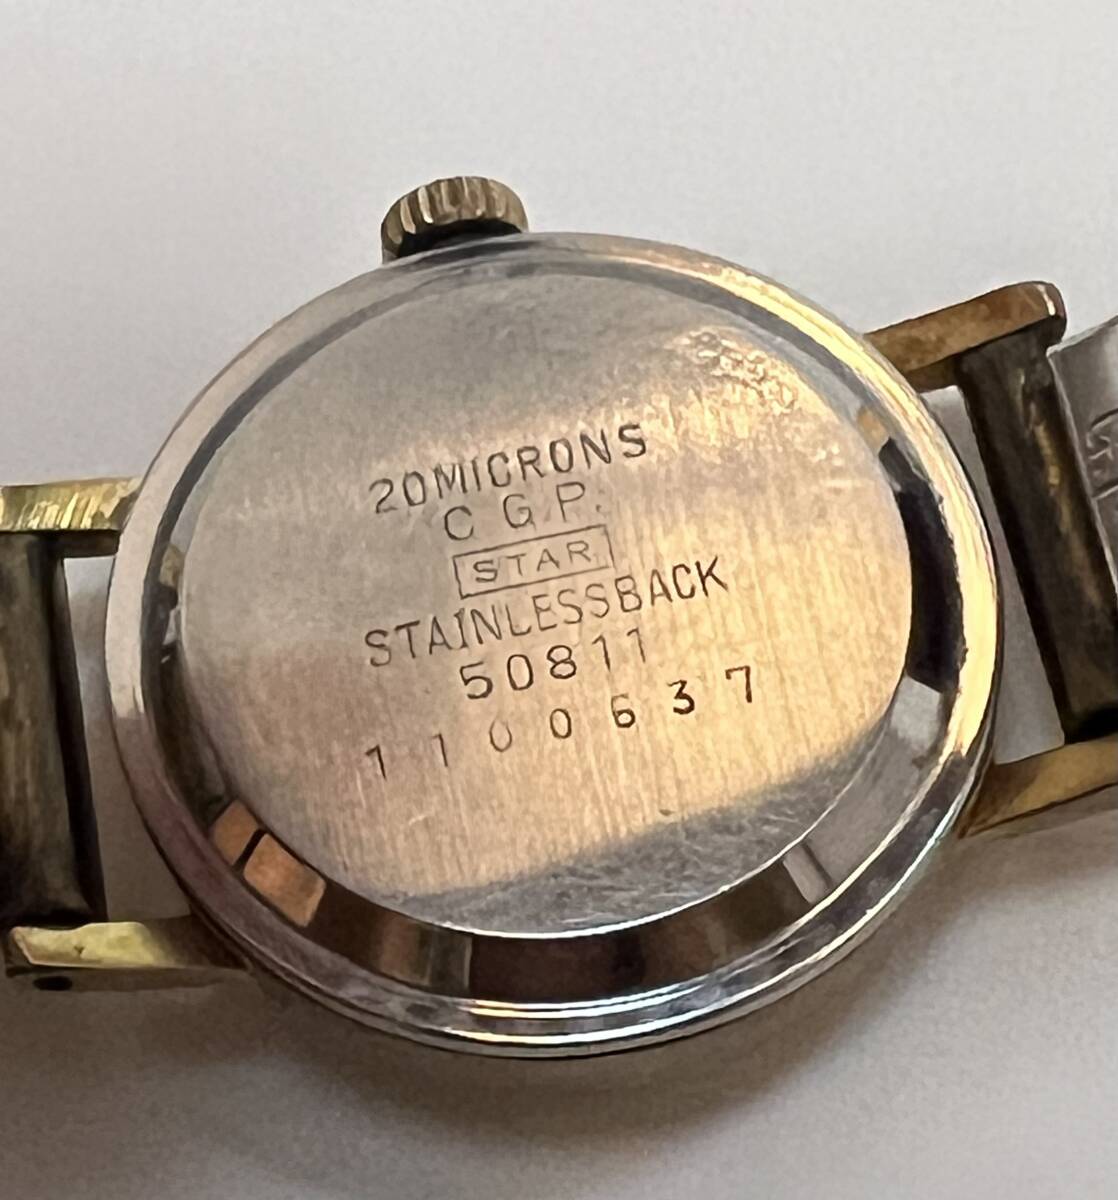 20MICRONS
C G.P.
STAR
STAINLESSBACK
50811
1100637